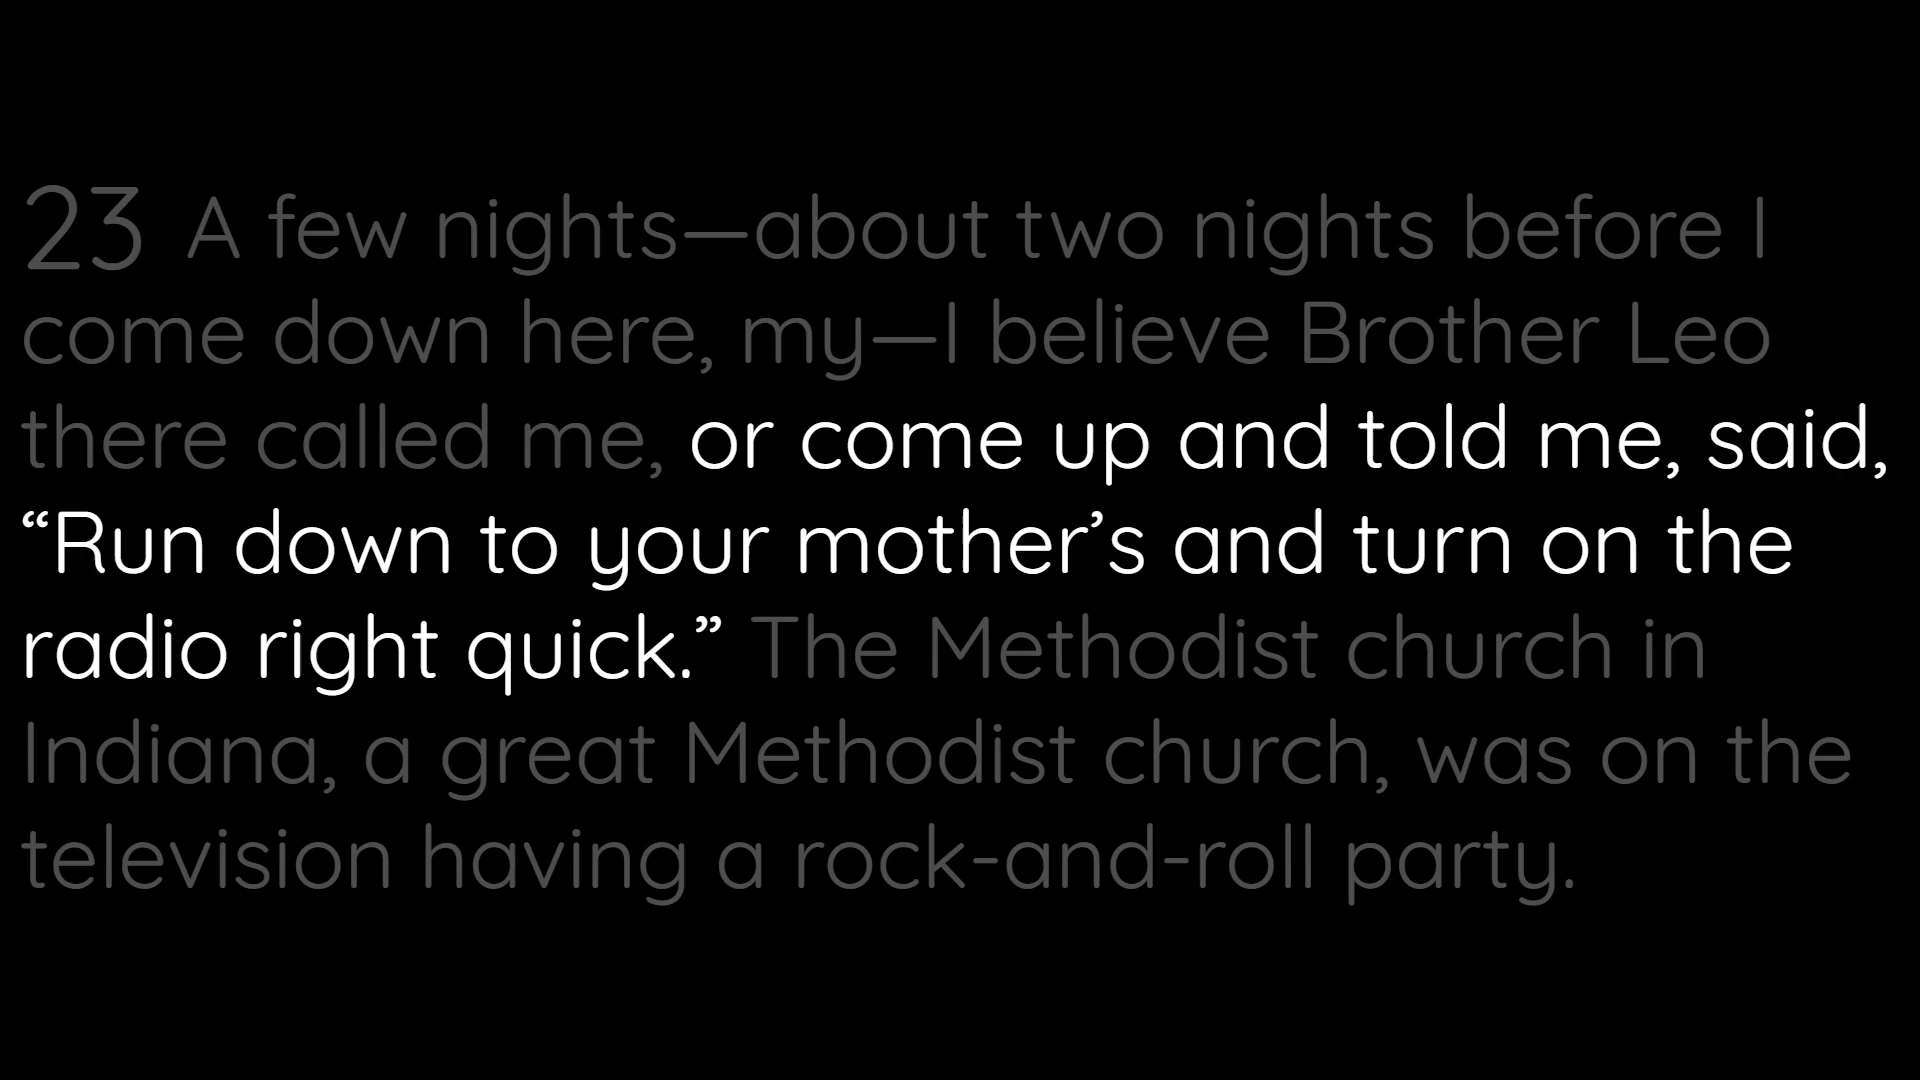 23 A few nights—about two nights before I
come down here, my—I believe Brother Leo
there called me, or come up and told me, said,
“Run down to your mother’s and turn on the
radio right quick.” The Methodist church in
Indiana, a great Methodist church, was on the
television having a rock-and-roll party.